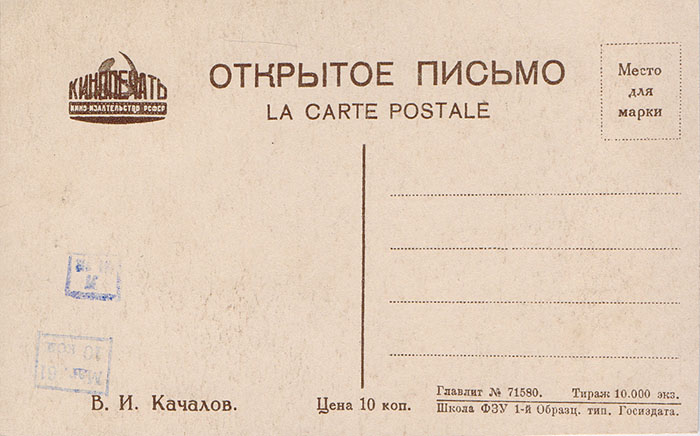 КИНОПЕЧАТЬ
КИНО-ИЗДАТЕЛЬСТВО РСФСР
ОТКРЫТОЕ ПИСЬМО
LA CARTE POSTALE
Место
для
марки
В. И. Качалов.
Цена 10 коп.
Главлит № 71580. Тираж 10.000 экз.
Школа ФЗУ 1-й Образц. тип. Госиздата.